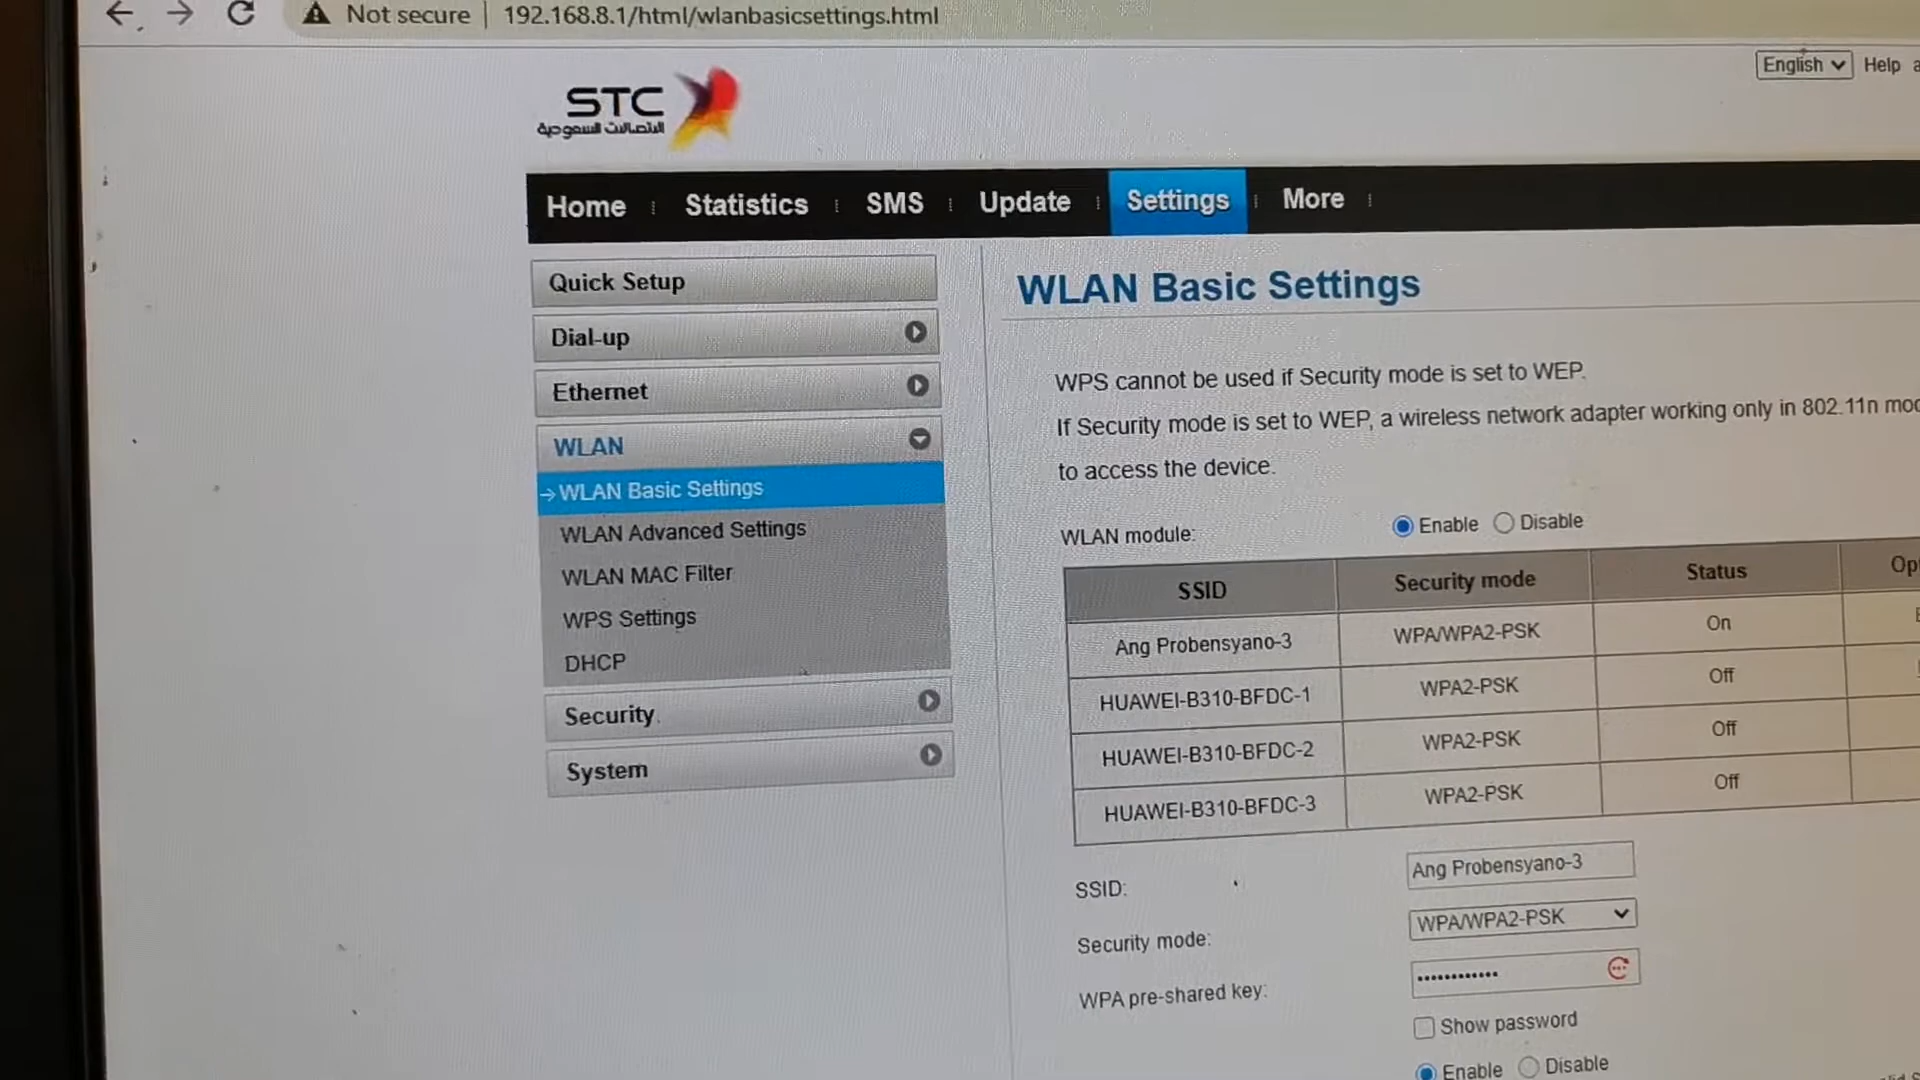 Not secure | 192.168.8.1/html/wlanbasicsettings.html
English Help
STC
الاتصالات السعودية
Home Statistics SMS Update Settings More
Quick Setup
Dial-up
Ethernet
WLAN
WLAN Basic Settings
WLAN Advanced Settings
WLAN MAC Filter
WPS Settings
DHCP
Security
System
WLAN Basic Settings
WPS cannot be used if Security mode is set to WEP.
If Security mode is set to WEP, a wireless network adapter working only in 802.11n
to access the device.
WLAN module: Enable Disable
SSID Security mode Status
Ang Probensyano-3 WPA/WPA2-PSK On
HUAWEI-B310-BFDC-1 WPA2-PSK Off
HUAWEI-B310-BFDC-2 WPA2-PSK Off
HUAWEI-B310-BFDC-3 WPA2-PSK Off
SSID: Ang Probensyano-3
Security mode: WPA/WPA2-PSK
WPA pre-shared key: ••••••••••••
Show password
Enable Disable